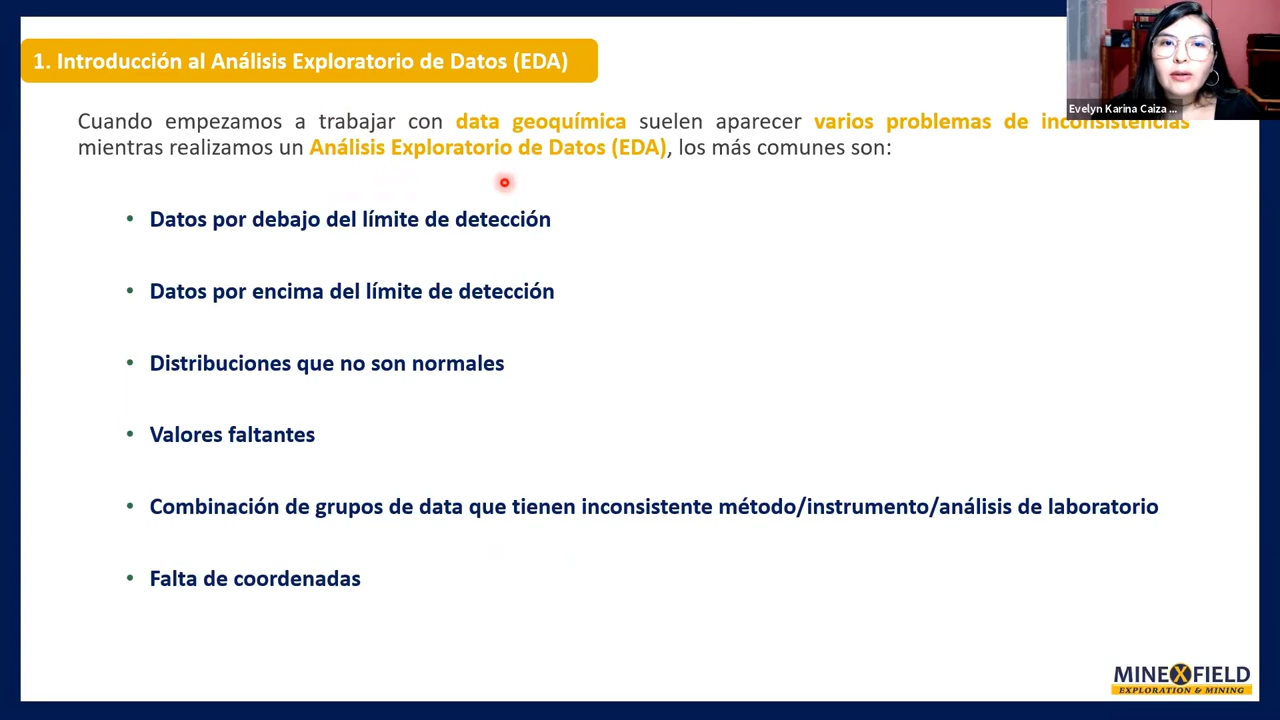 1. Introducción al Análisis Exploratorio de Datos (EDA)
Evelyn Karina Caiza ...
Cuando empezamos a trabajar con data geoquímica suelen aparecer varios problemas de inconsistencias
mientras realizamos un Análisis Exploratorio de Datos (EDA), los más comunes son:
• Datos por debajo del límite de detección
• Datos por encima del límite de detección
• Distribuciones que no son normales
• Valores faltantes
• Combinación de grupos de data que tienen inconsistente método/instrumento/análisis de laboratorio
• Falta de coordenadas
MINEXFIELD
EXPLORATION & MINING